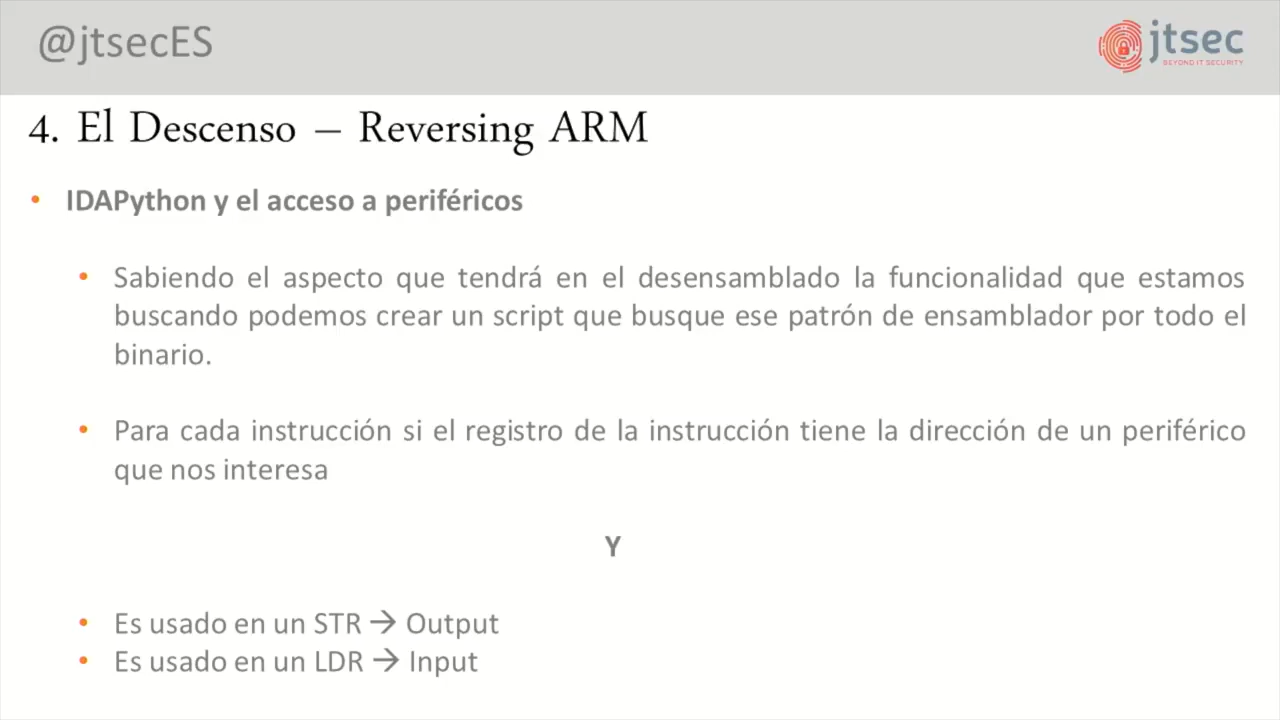 @jtsecES
jtsec
BEYOND IT SECURITY
4. El Descenso – Reversing ARM
• IDAPython y el acceso a periféricos
• Sabiendo el aspecto que tendrá en el desensamblado la funcionalidad que estamos
buscando podemos crear un script que busque ese patrón de ensamblador por todo el
binario.
• Para cada instrucción si el registro de la instrucción tiene la dirección de un periférico
que nos interesa
Y
• Es usado en un STR → Output
• Es usado en un LDR → Input